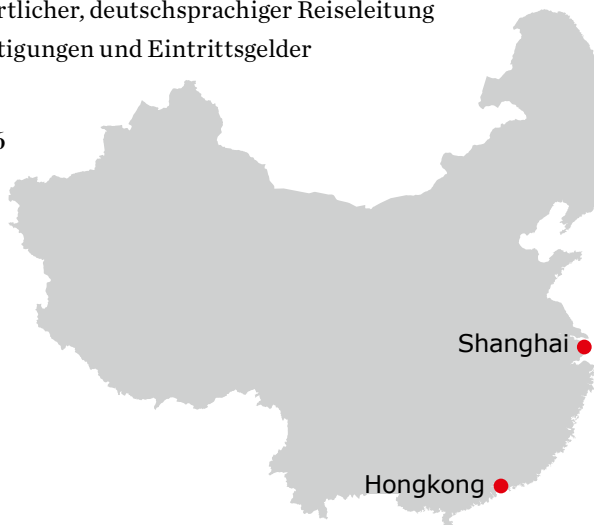 rtlicher, deutschsprachiger Reiseleitung
tigungen und Eintrittsgelder
Shanghai
Hongkong